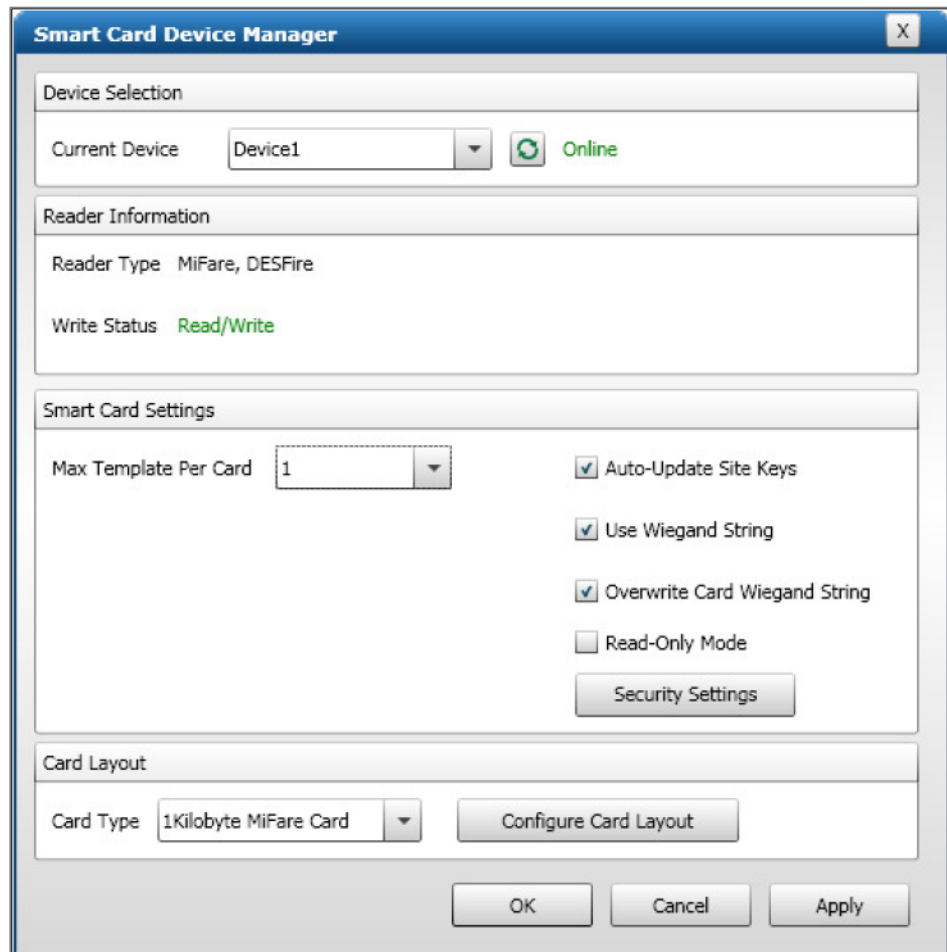 Smart Card Device Manager X
Device Selection
Current Device Device1 Online
Reader Information
Reader Type MiFare, DESFire
Write Status Read/Write
Smart Card Settings
Max Template Per Card 1 Auto-Update Site Keys
Use Wiegand String
Overwrite Card Wiegand String
Read-Only Mode
Security Settings
Card Layout
Card Type 1Kilobyte MiFare Card Configure Card Layout
OK Cancel Apply